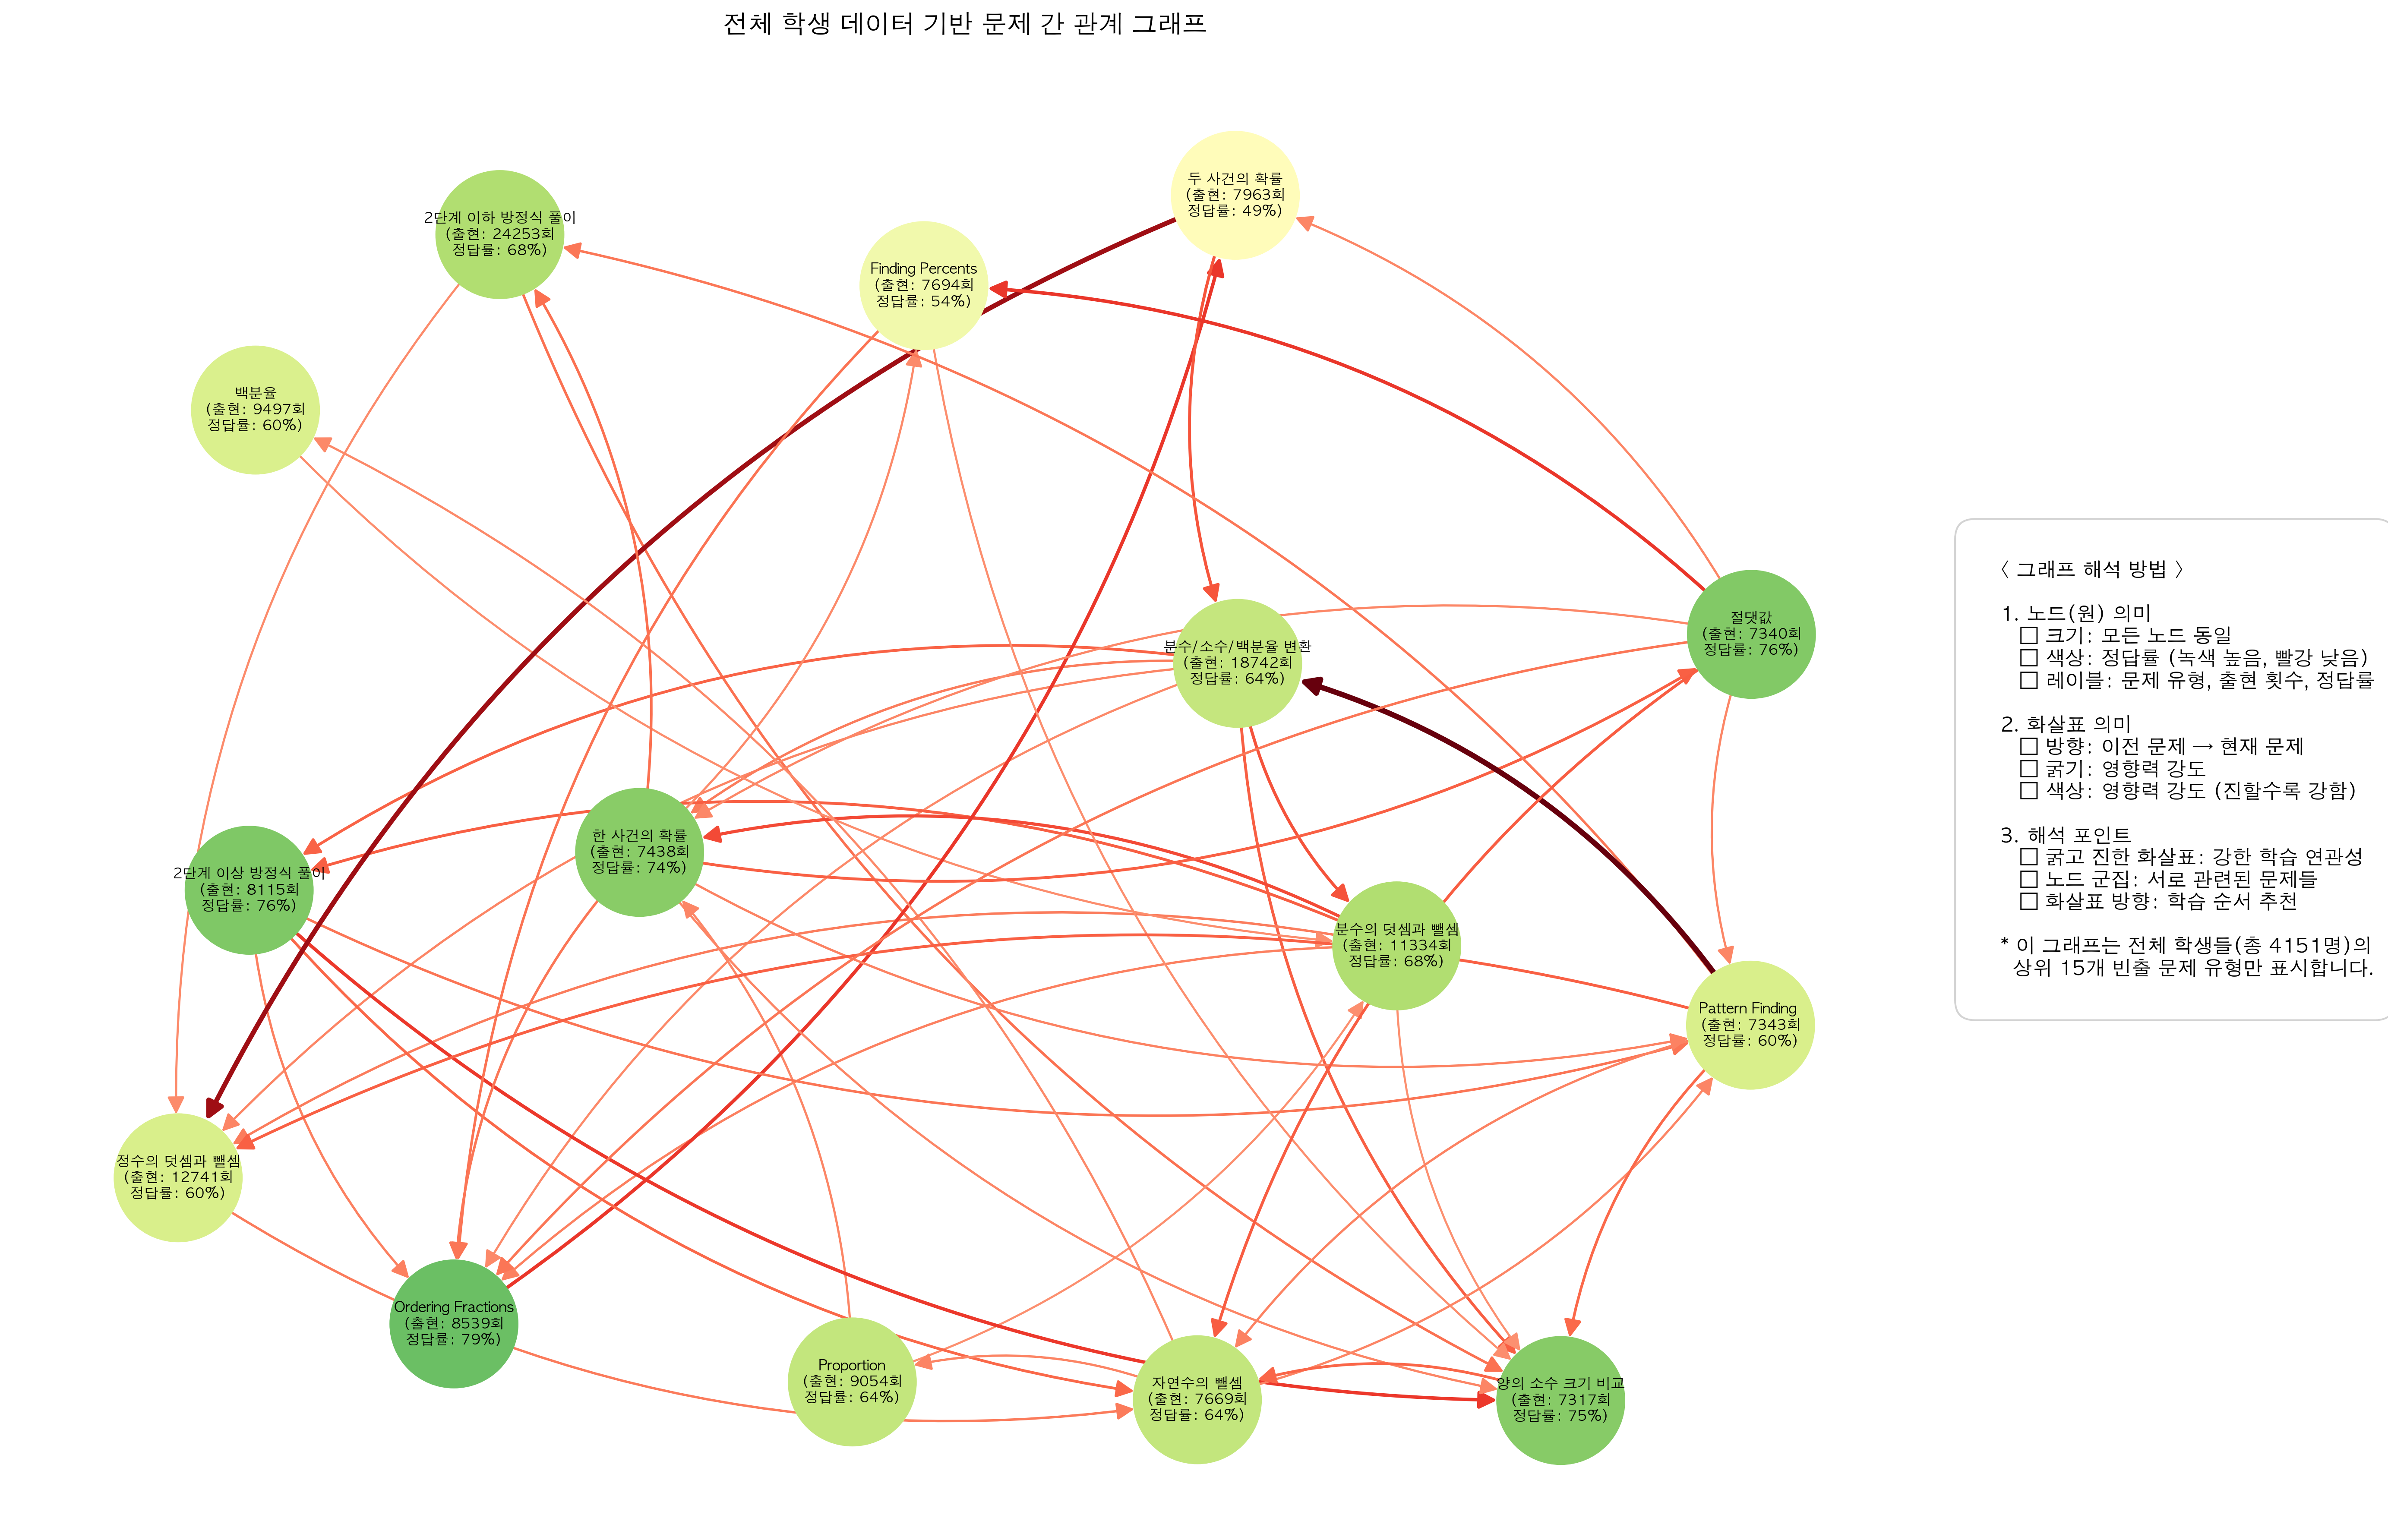 전체 학생 데이터 기반 문제 간 관계 그래프
두 사건의 확률
(출현: 7963회
정답률: 49%)
2단계 이하 방정식 풀이
(출현: 24253회
정답률: 68%)
Finding Percents
(출현: 7694회
정답률: 54%)
백분율
(출현: 9497회
정답률: 60%)
절댓값
(출현: 7340회
정답률: 76%)
분수/소수/백분율 변환
(출현: 18742회
정답률: 64%)
한 사건의 확률
(출현: 7438회
정답률: 74%)
2단계 이상 방정식 풀이
(출현: 8115회
정답률: 76%)
분수의 덧셈과 뺄셈
(출현: 11334회
정답률: 68%)
Pattern Finding
(출현: 7343회
정답률: 60%)
정수의 덧셈과 뺄셈
(출현: 12741회
정답률: 60%)
Ordering Fractions
(출현: 8539회
정답률: 79%)
Proportion
(출현: 9054회
정답률: 64%)
자연수의 뺄셈
(출현: 7669회
정답률: 64%)
양의 소수 크기 비교
(출현: 7317회
정답률: 75%)
〈 그래프 해석 방법 〉
1. 노드(원) 의미
□ 크기: 모든 노드 동일
□ 색상: 정답률 (녹색 높음, 빨강 낮음)
□ 레이블: 문제 유형, 출현 횟수, 정답률
2. 화살표 의미
□ 방향: 이전 문제 → 현재 문제
□ 굵기: 영향력 강도
□ 색상: 영향력 강도 (진할수록 강함)
3. 해석 포인트
□ 굵고 진한 화살표: 강한 학습 연관성
□ 노드 군집: 서로 관련된 문제들
□ 화살표 방향: 학습 순서 추천
* 이 그래프는 전체 학생들(총 4151명)의
상위 15개 빈출 문제 유형만 표시합니다.